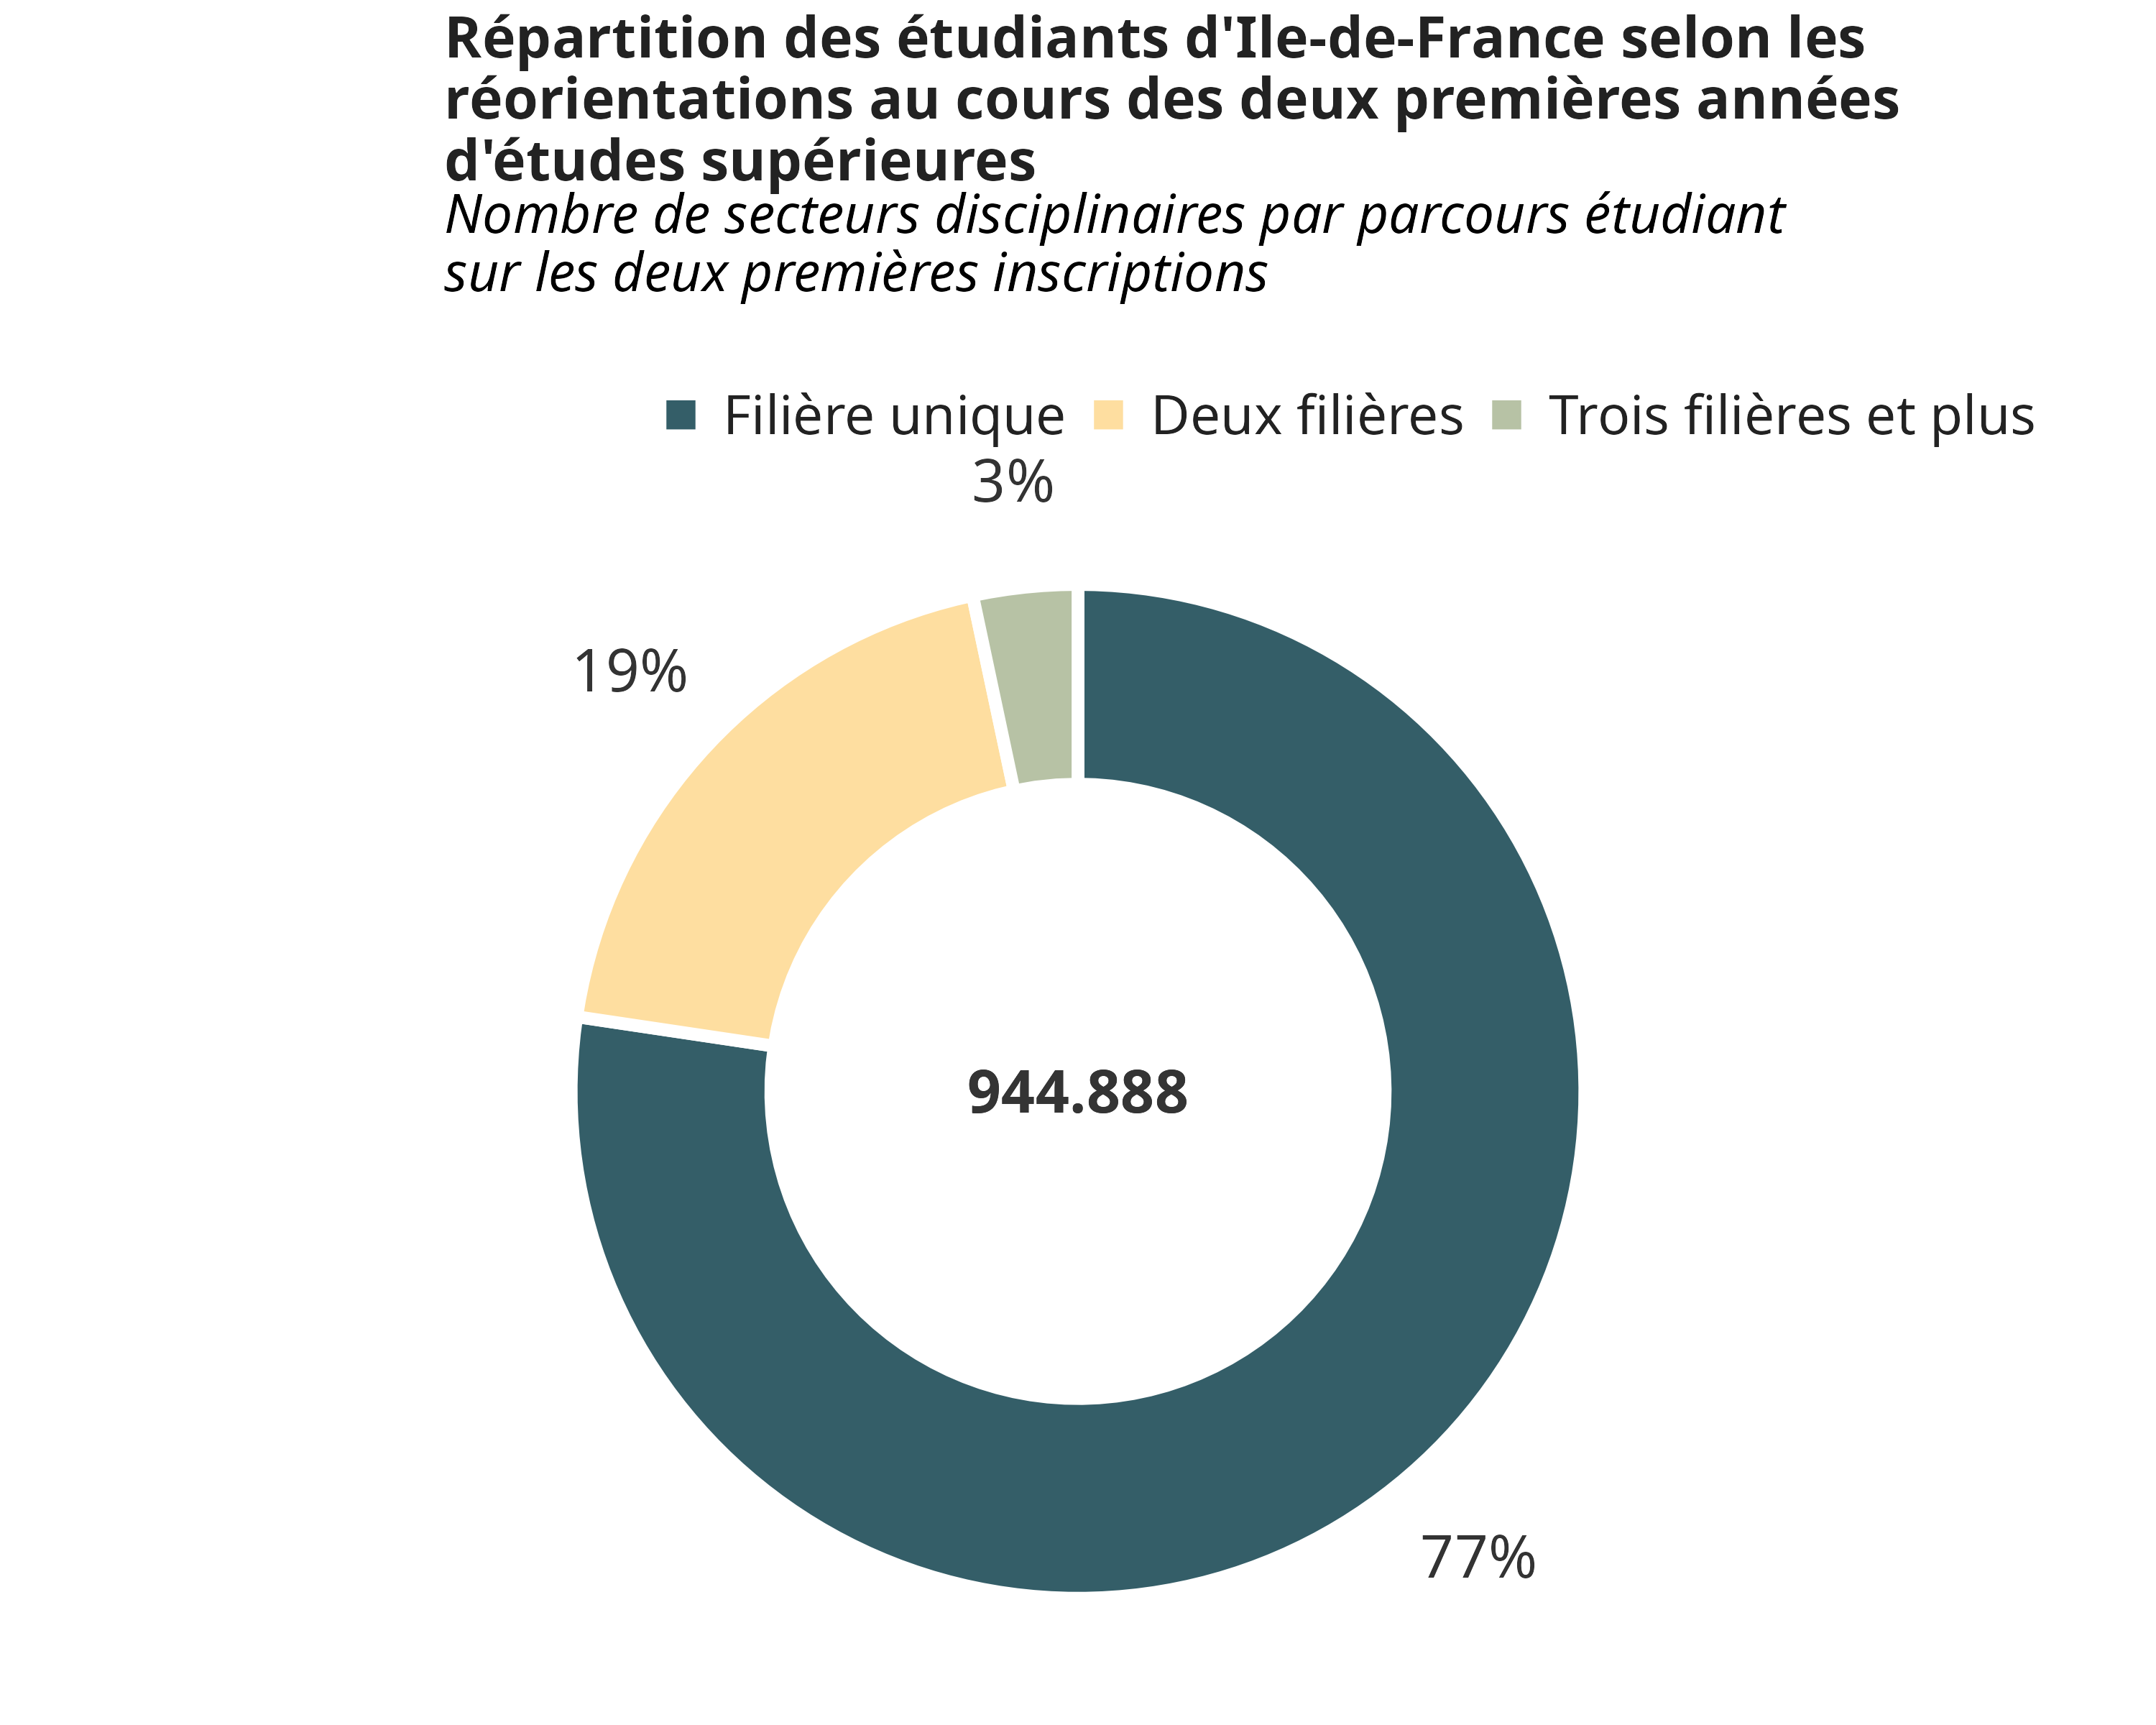 Répartition des étudiants d'Ile-de-France selon les
réorientations au cours des deux premières années
d'études supérieures
Nombre de secteurs disciplinaires par parcours étudiant
sur les deux premières inscriptions
Filière unique Deux filières Trois filières et plus
3%
19%
944.888
77%